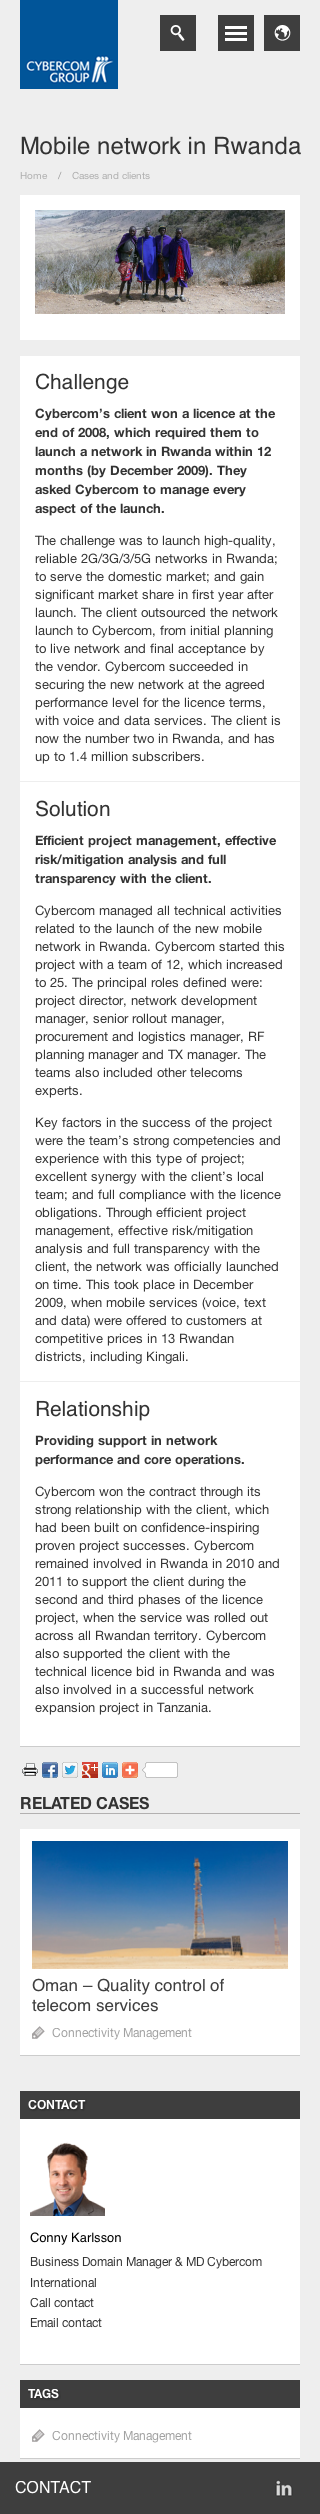 CYBERCOM
GROUP
Mobile network in Rwanda
Home / Cases and clients
Challenge
Cybercom's client won a licence at the
end of 2008, which required them to
launch a network in Rwanda within 12
months (by December 2009). They
asked Cybercom to manage every
aspect of the launch.
The challenge was to launch high-quality,
reliable 2G/3G/3/5G networks in Rwanda;
to serve the domestic market; and gain
significant market share in first year after
launch. The client outsourced the network
launch to Cybercom, from initial planning
to live network and final acceptance by
the vendor. Cybercom succeeded in
securing the new network at the agreed
performance level for the licence terms,
with voice and data services. The client is
now the number two in Rwanda, and has
up to 1.4 million subscribers.
Solution
Efficient project management, effective
risk/mitigation analysis and full
transparency with the client.
Cybercom managed all technical activities
related to the launch of the new mobile
network in Rwanda. Cybercom started this
project with a team of 12, which increased
to 25. The principal roles defined were:
project director, network development
manager, senior rollout manager,
procurement and logistics manager, RF
planning manager and TX manager. The
teams also included other telecoms
experts.
Key factors in the success of the project
were the team's strong competencies and
experience with this type of project;
excellent synergy with the client's local
team; and full compliance with the licence
obligations. Through efficient project
management, effective risk/mitigation
analysis and full transparency with the
client, the network was officially launched
on time. This took place in December
2009, when mobile services (voice, text
and data) were offered to customers at
competitive prices in 13 Rwandan
districts, including Kingali.
Relationship
Providing support in network
performance and core operations.
Cybercom won the contract through its
strong relationship with the client, which
had been built on confidence-inspiring
proven project successes. Cybercom
remained involved in Rwanda in 2010 and
2011 to support the client during the
second and third phases of the licence
project, when the service was rolled out
across all Rwandan territory. Cybercom
also supported the client with the
technical licence bid in Rwanda and was
also involved in a successful network
expansion project in Tanzania.
RELATED CASES
Oman – Quality control of
telecom services
Connectivity Management
CONTACT
Conny Karlsson
Business Domain Manager & MD Cybercom
International
Call contact
Email contact
TAGS
Connectivity Management
CONTACT in